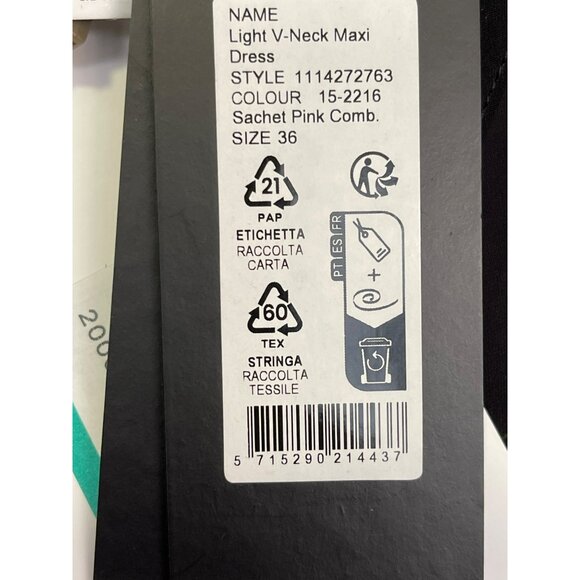 NAME
Light V-Neck Maxi
Dress
STYLE 1114272763
COLOUR 15-2216
Sachet Pink Comb.
SIZE 36
21
PAP
ETICHETTA
RACCOLTA
CARTA
PT|ES|FR
60
TEX
STRINGA
RACCOLTA
TESSILE
5 715290 214437
200